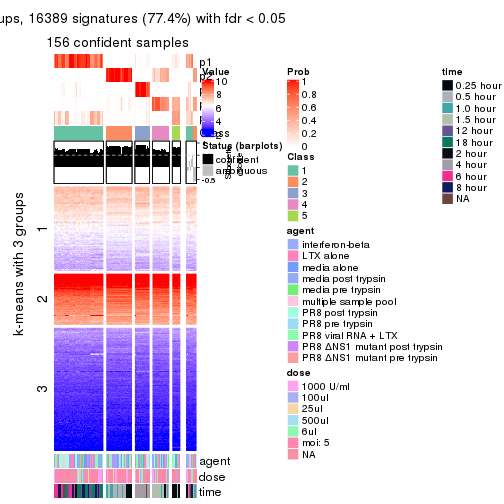 ups, 16389 signatures (77.4%) with fdr < 0.05
156 confident samples
p1
p2
Class
k-means with 3 groups
1
2
3
agent
dose
time
Value
10
8
6
4
2
Status (barplots)
confident
ambiguous
-0.5
Prob
1
0.8
0.6
0.4
0.2
0
Class
1
2
3
4
5
agent
interferon-beta
LTX alone
media alone
media post trypsin
media pre trypsin
multiple sample pool
PR8 post trypsin
PR8 pre trypsin
PR8 viral RNA + LTX
PR8 ΔNS1 mutant post trypsin
PR8 ΔNS1 mutant pre trypsin
dose
1000 U/ml
100ul
25ul
500ul
6ul
moi: 5
NA
time
0.25 hour
0.5 hour
1.0 hour
1.5 hour
12 hour
18 hour
2 hour
4 hour
6 hour
8 hour
NA